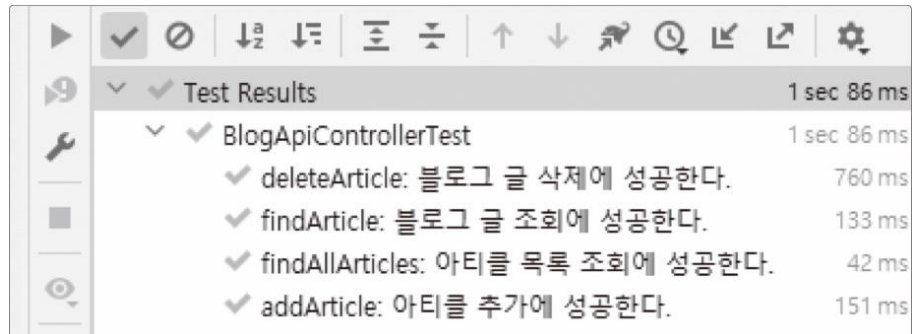 Test Results 1 sec 86 ms
BlogApiControllerTest 1 sec 86 ms
deleteArticle: 블로그 글 삭제에 성공한다. 760 ms
findArticle: 블로그 글 조회에 성공한다. 133 ms
findAllArticles: 아티클 목록 조회에 성공한다. 42 ms
addArticle: 아티클 추가에 성공한다. 151 ms